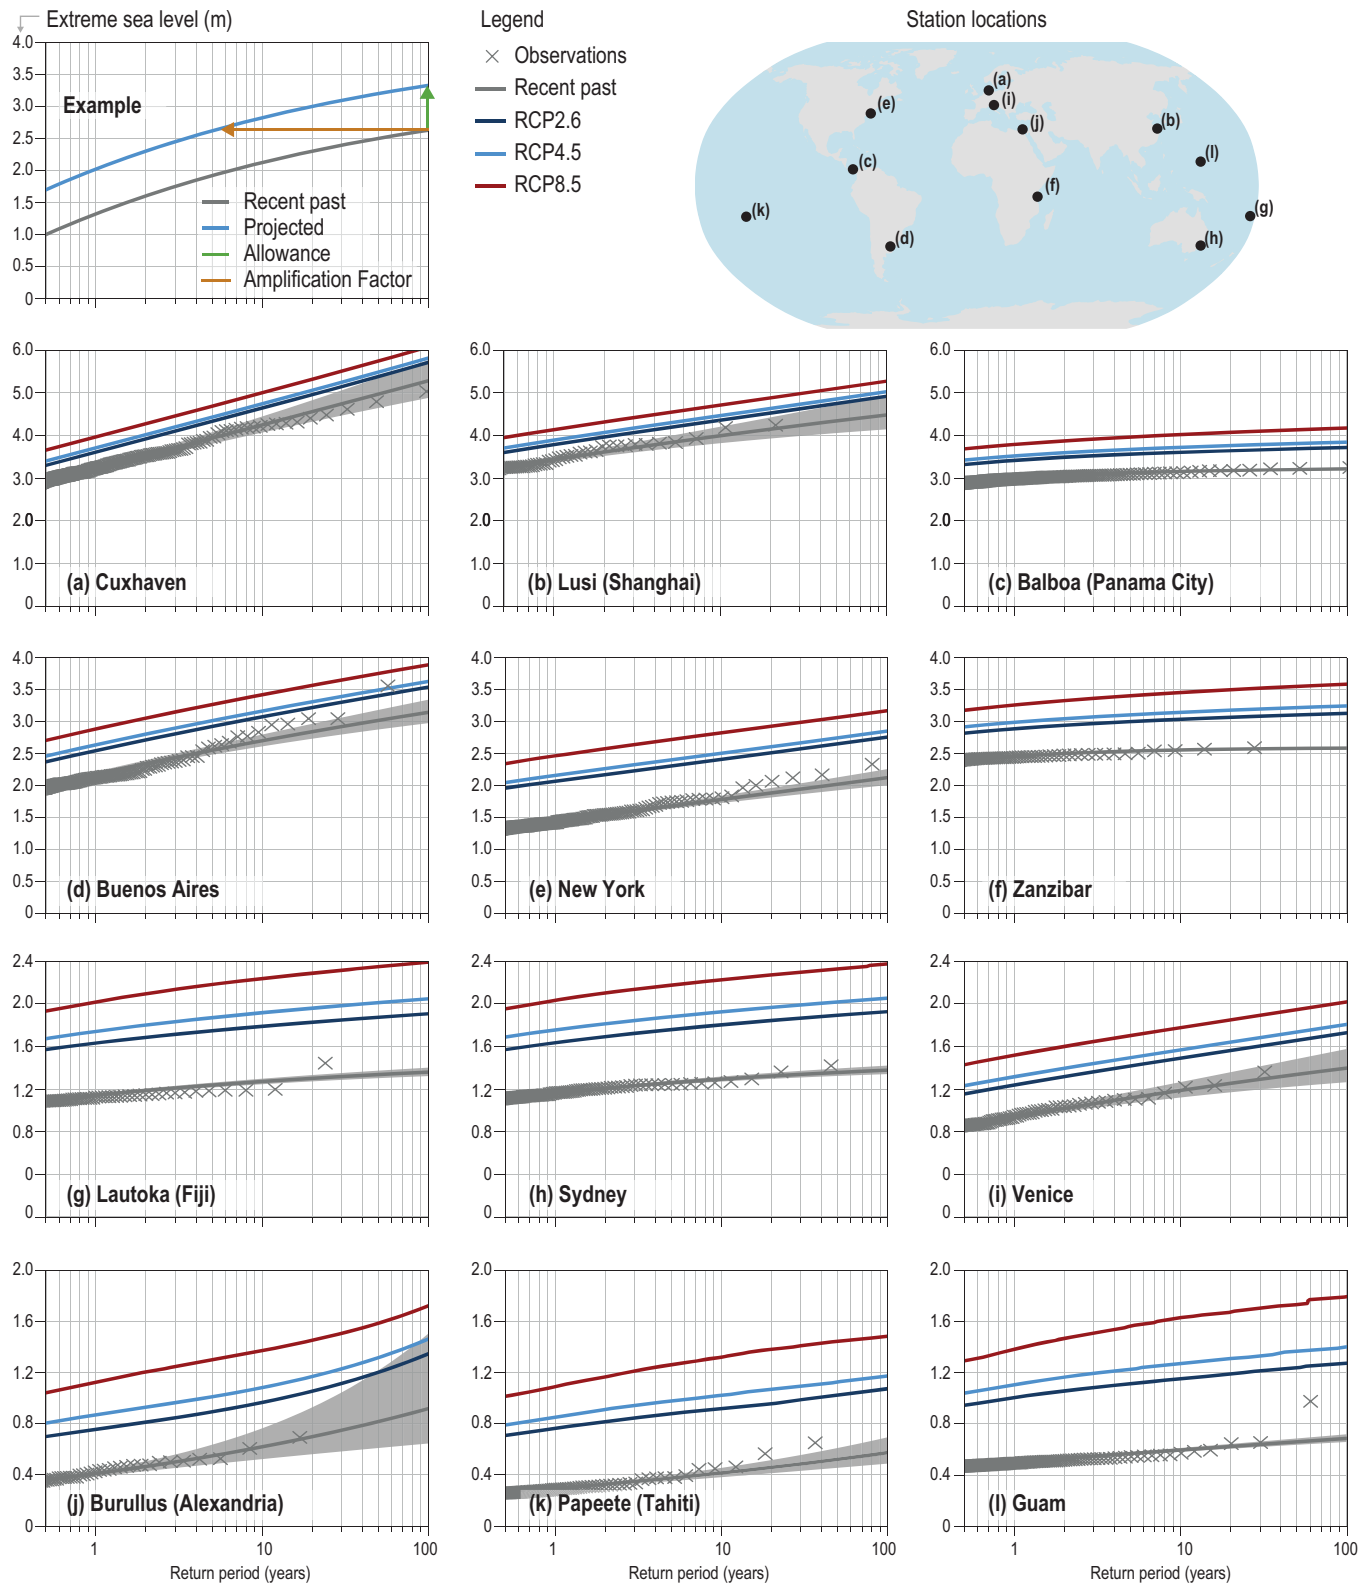 Extreme sea level (m)
Legend
Station locations
4.0
3.5
3.0
2.5
2.0
1.5
1.0
0.5
0
Example
Recent past
Projected
Allowance
Amplification Factor
Observations
Recent past
RCP2.6
RCP4.5
RCP8.5
(a)
(i)
(e)
(j)
(b)
(c)
(l)
(f)
(k)
(g)
(d)
(h)
6.0
5.0
4.0
3.0
2.0
1.0
0
(a) Cuxhaven
6.0
5.0
4.0
3.0
2.0
1.0
0
(b) Lusi (Shanghai)
6.0
5.0
4.0
3.0
2.0
1.0
0
(c) Balboa (Panama City)
4.0
3.5
3.0
2.5
2.0
1.5
1.0
0.5
0
(d) Buenos Aires
4.0
3.5
3.0
2.5
2.0
1.5
1.0
0.5
0
(e) New York
4.0
3.5
3.0
2.5
2.0
1.5
1.0
0.5
0
(f) Zanzibar
2.4
2.0
1.6
1.2
0.8
0
0
(g) Lautoka (Fiji)
2.4
2.0
1.6
1.2
0.8
0
0
(h) Sydney
2.4
2.0
1.6
1.2
0.8
0
0
(i) Venice
2.0
1.6
1.2
0.8
0.4
0
(j) Burullus (Alexandria)
1
10
100
Return period (years)
2.0
1.6
1.2
0.8
0.4
0
(k) Papeete (Tahiti)
1
10
100
Return period (years)
2.0
1.6
1.2
0.8
0.4
0
(l) Guam
1
10
100
Return period (years)